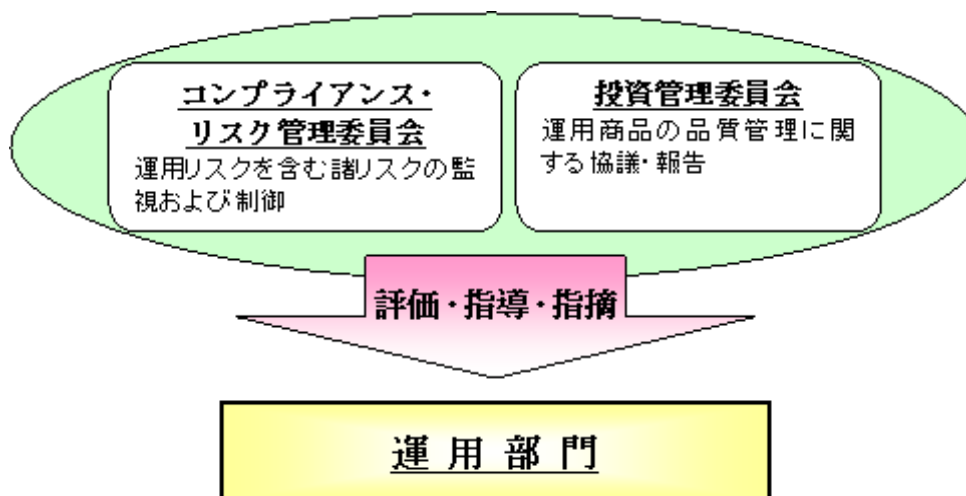 コンプライアンス・
リスク管理委員会
運用リスクを含む諸リスクの監
視および制御
投資管理委員会
運用商品の品質管理に関
する協議・報告
評価・指導・指摘
運用部門